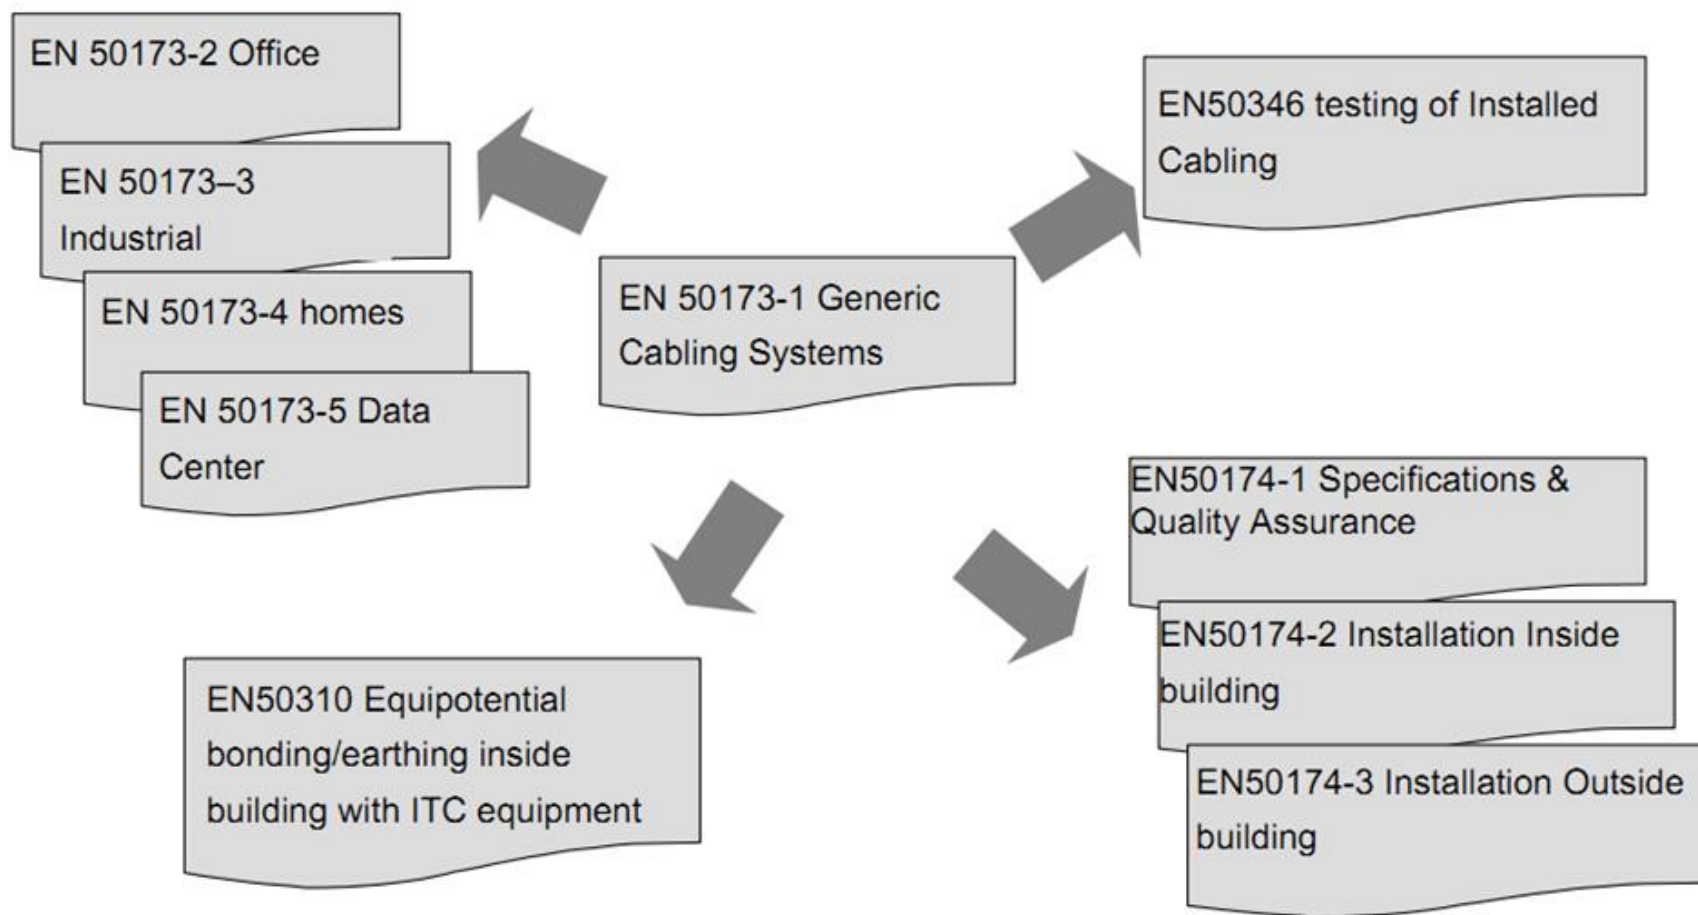 EN 50173-2 Office
EN 50173–3
Industrial
EN 50173-4 homes
EN 50173-5 Data
Center
EN 50173-1 Generic
Cabling Systems
EN50346 testing of Installed
Cabling
EN50310 Equipotential
bonding/earthing inside
building with ITC equipment
EN50174-1 Specifications &
Quality Assurance
EN50174-2 Installation Inside
building
EN50174-3 Installation Outside
building